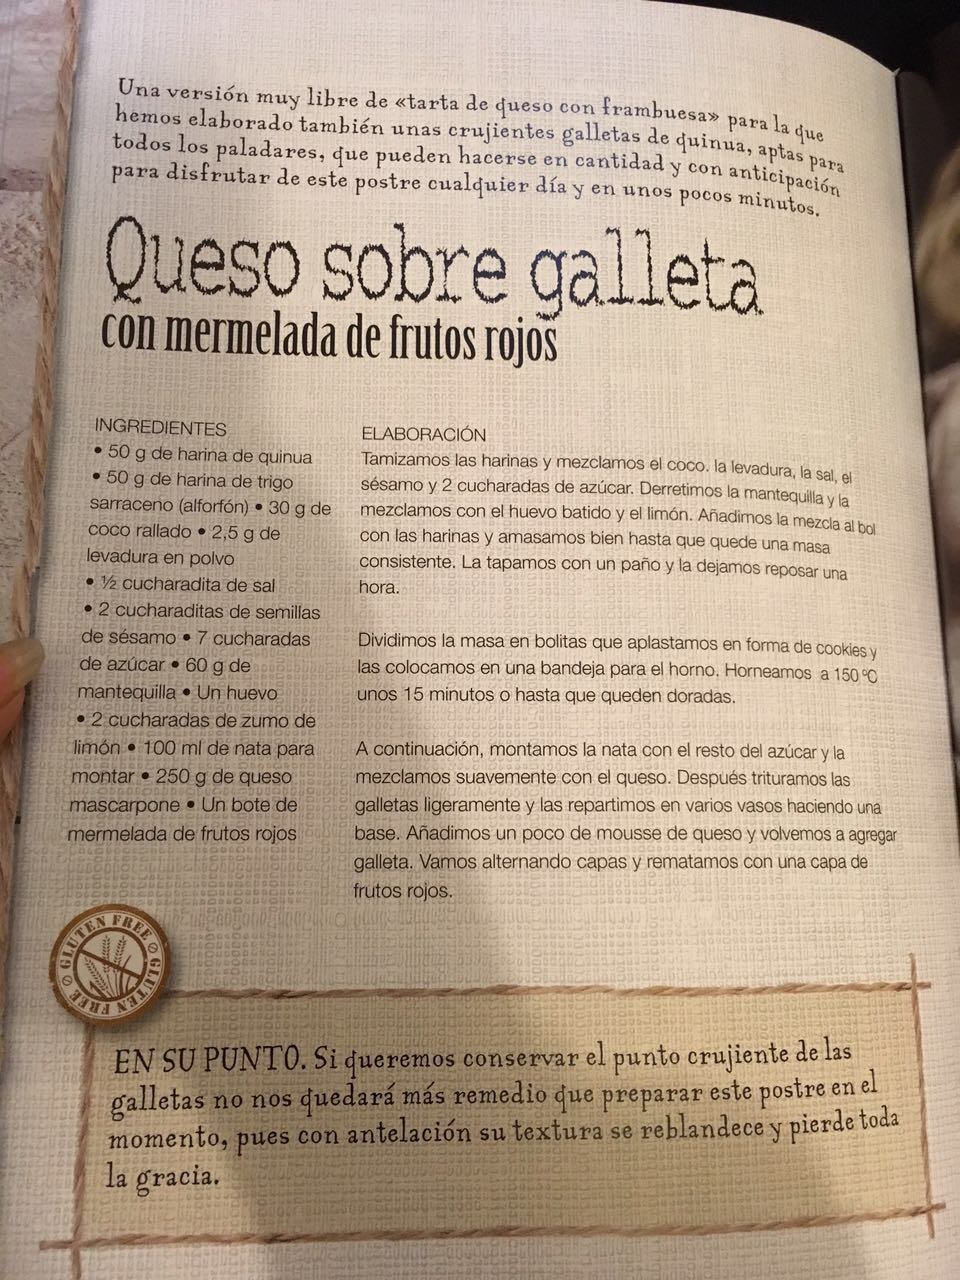 Una versión muy libre de «tarta de queso con frambuesa» para la que
hemos elaborado también unas crujientes galletas de quinua, aptas para
todos los paladares, que pueden hacerse en cantidad y con anticipación
para disfrutar de este postre cualquier día y en unos pocos minutos.
Queso sobre galleta
con mermelada de frutos rojos
INGREDIENTES
• 50 g de harina de quinua
• 50 g de harina de trigo
sarraceno (alforfón) • 30 g de
coco rallado • 2,5 g de
levadura en polvo
• ½ cucharadita de sal
• 2 cucharaditas de semillas
de sésamo • 7 cucharadas
de azúcar • 60 g de
mantequilla • Un huevo
• 2 cucharadas de zumo de
limón • 100 ml de nata para
montar • 250 g de queso
mascarpone • Un bote de
mermelada de frutos rojos
ELABORACIÓN
Tamizamos las harinas y mezclamos el coco. la levadura, la sal, el
sésamo y 2 cucharadas de azúcar. Derretimos la mantequilla y la
mezclamos con el huevo batido y el limón. Añadimos la mezcla al bol
con las harinas y amasamos bien hasta que quede una masa
consistente. La tapamos con un paño y la dejamos reposar una
hora.
Dividimos la masa en bolitas que aplastamos en forma de cookies y
las colocamos en una bandeja para el horno. Horneamos a 150 ºC
unos 15 minutos o hasta que queden doradas.
A continuación, montamos la nata con el resto del azúcar y la
mezclamos suavemente con el queso. Después trituramos las
galletas ligeramente y las repartimos en varios vasos haciendo una
base. Añadimos un poco de mousse de queso y volvemos a agregar
galleta. Vamos alternando capas y rematamos con una capa de
frutos rojos.
GLUTEN FREE
GLUTEN FREE
EN SU PUNTO. Si queremos conservar el punto crujiente de las
galletas no nos quedará más remedio que preparar este postre en el
momento, pues con antelación su textura se reblandece y pierde toda
la gracia.